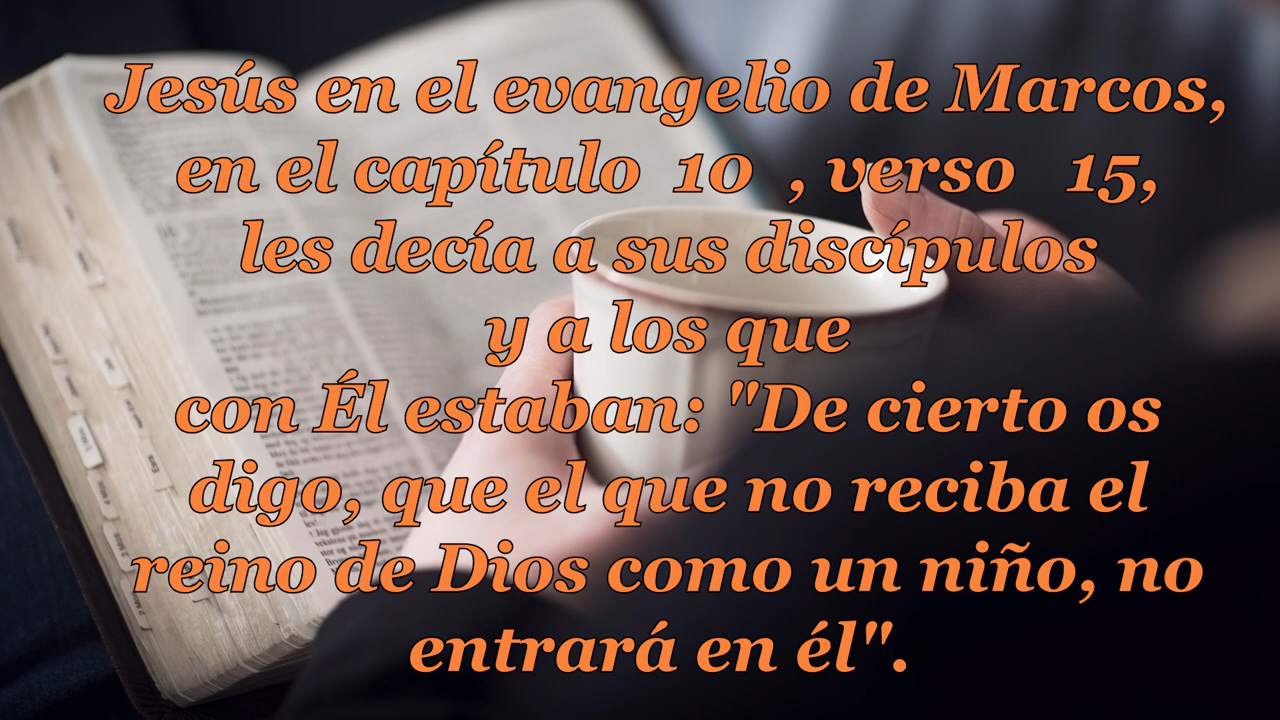 Jesús en el evangelio de Marcos,
en el capítulo 10 , verso 15,
les decía a sus discípulos
y a los que
con Él estaban: "De cierto os
digo, que el que no reciba el
reino de Dios como un niño, no
entrará en él".